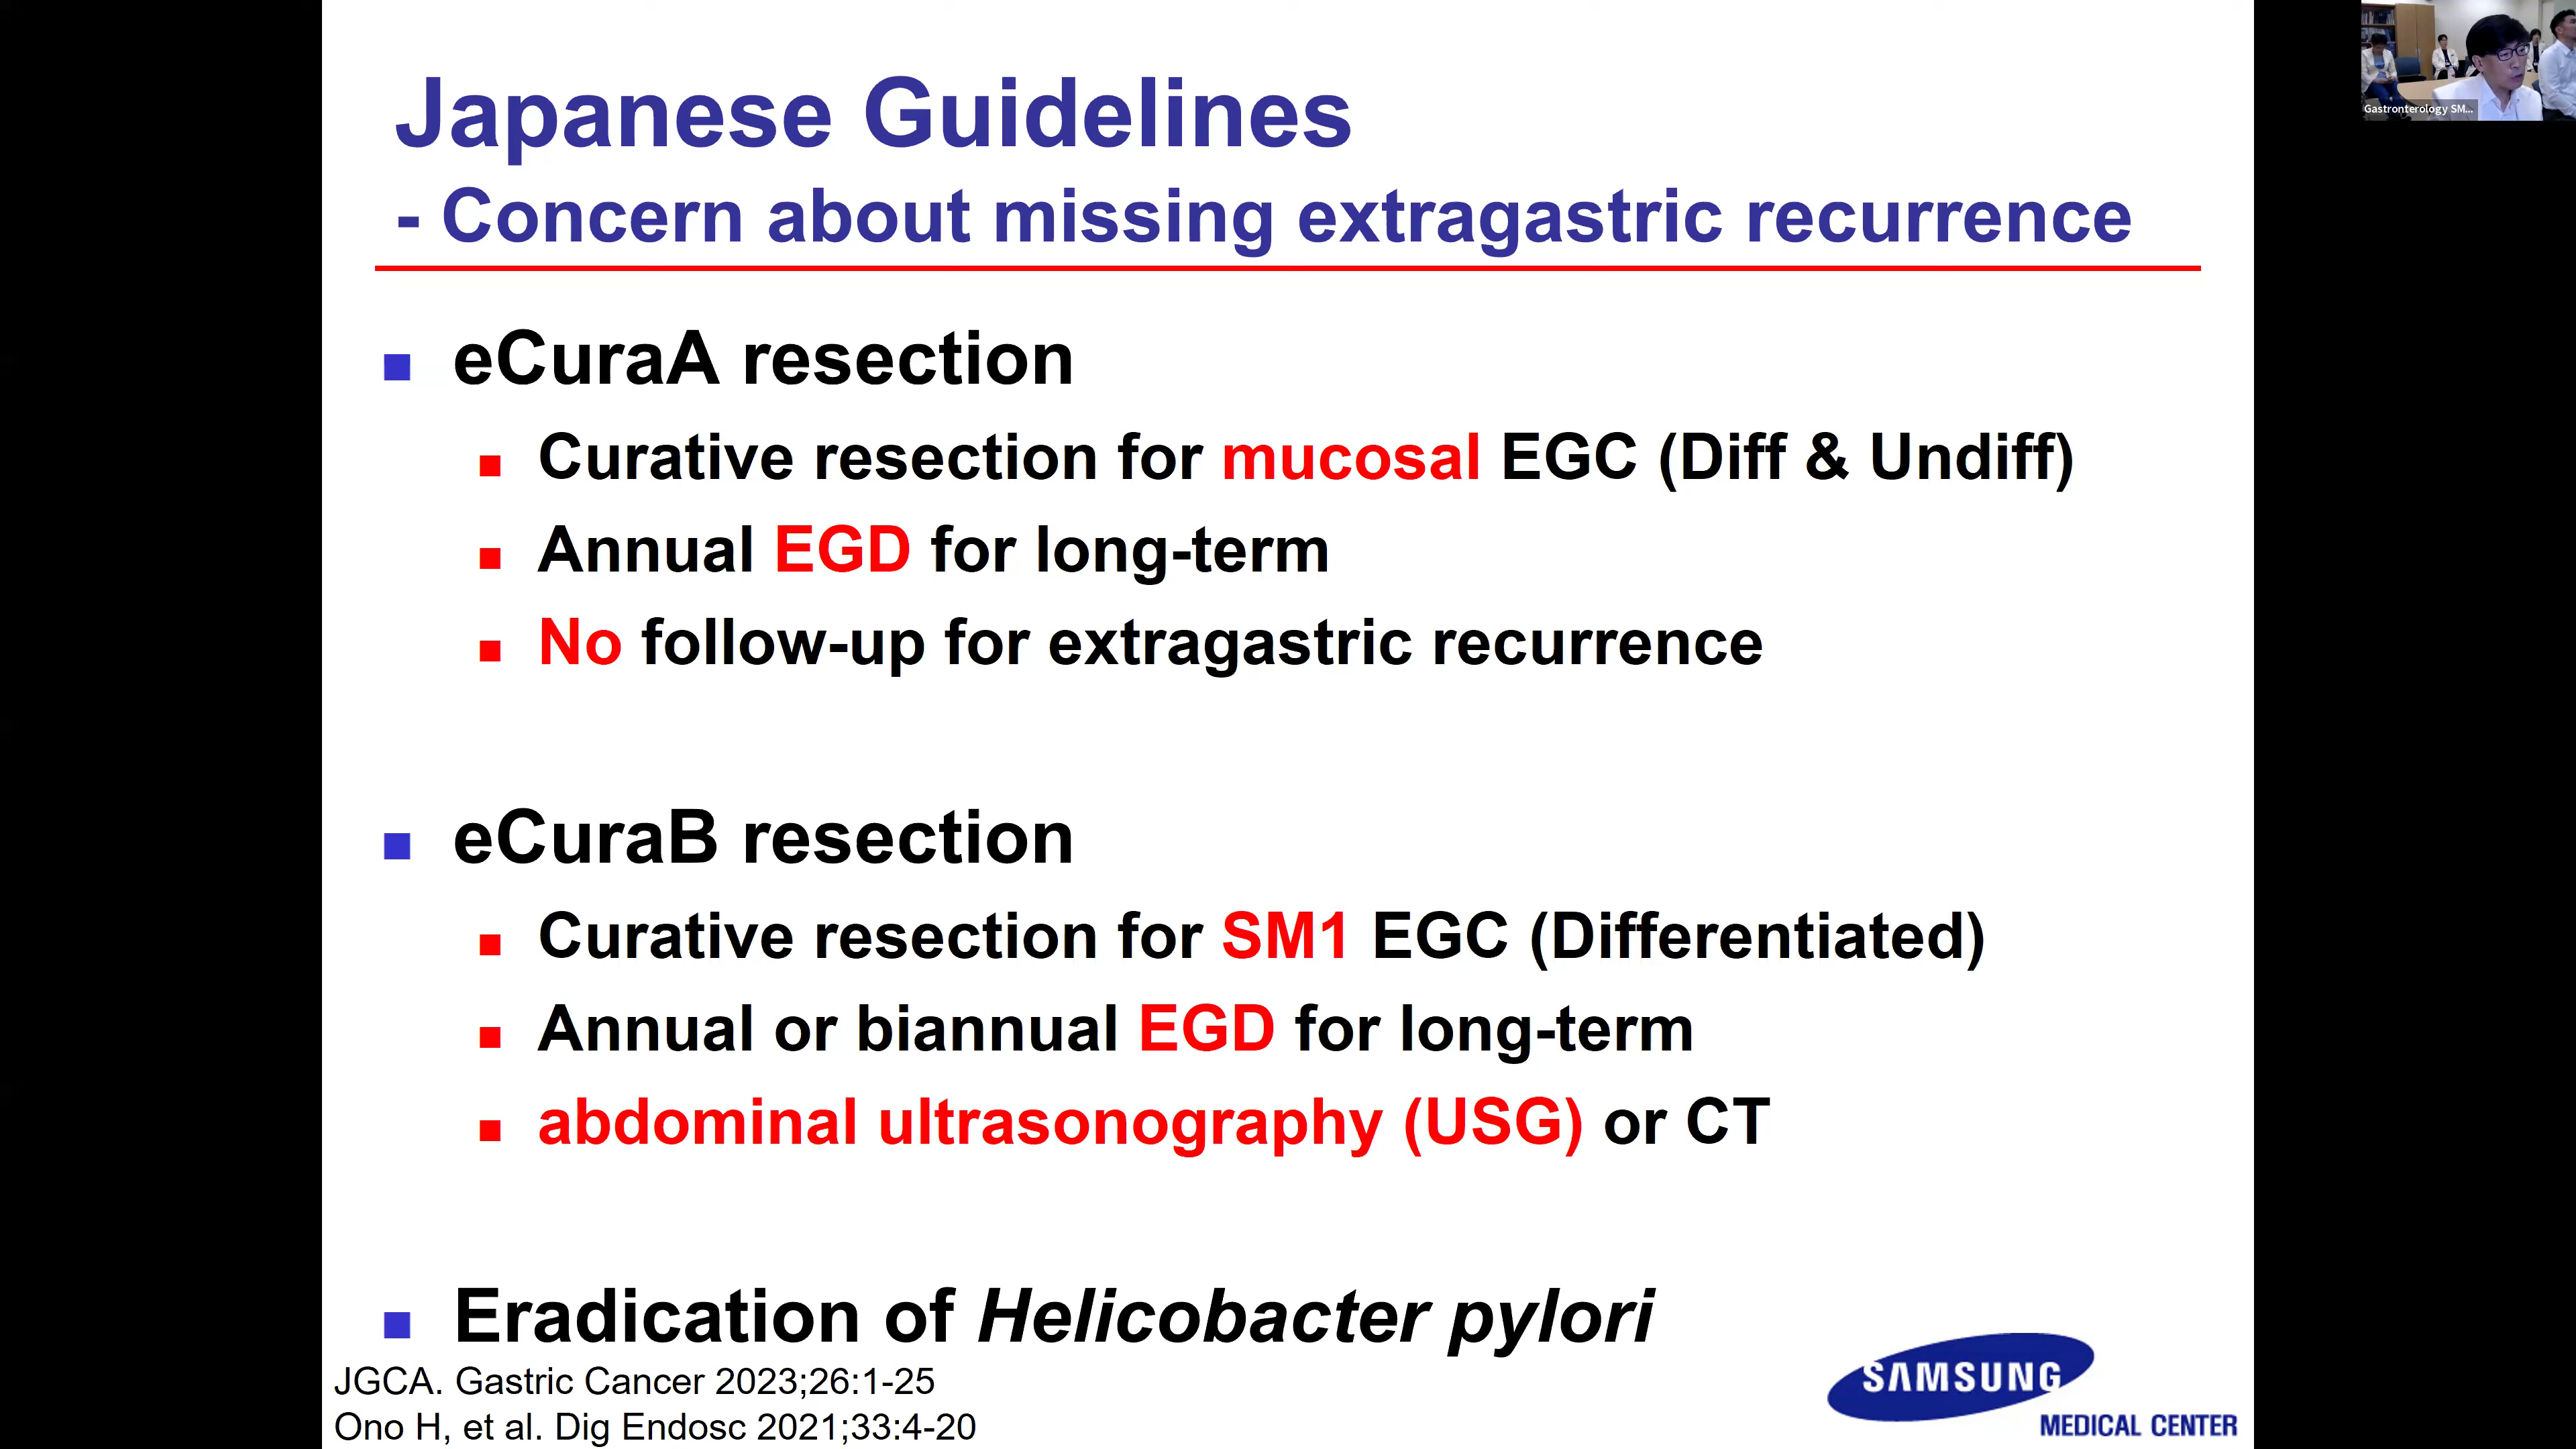 Japanese Guidelines
- Concern about missing extragastric recurrence
eCuraA resection
Curative resection for mucosal EGC (Diff & Undiff)
Annual EGD for long-term
No follow-up for extragastric recurrence
eCuraB resection
Curative resection for SM1 EGC (Differentiated)
Annual or biannual EGD for long-term
abdominal ultrasonography (USG) or CT
Eradication of Helicobacter pylori
JGCA. Gastric Cancer 2023;26:1-25
Ono H, et al. Dig Endosc 2021;33:4-20
SAMSUNG
MEDICAL CENTER
Gastronterology SM...